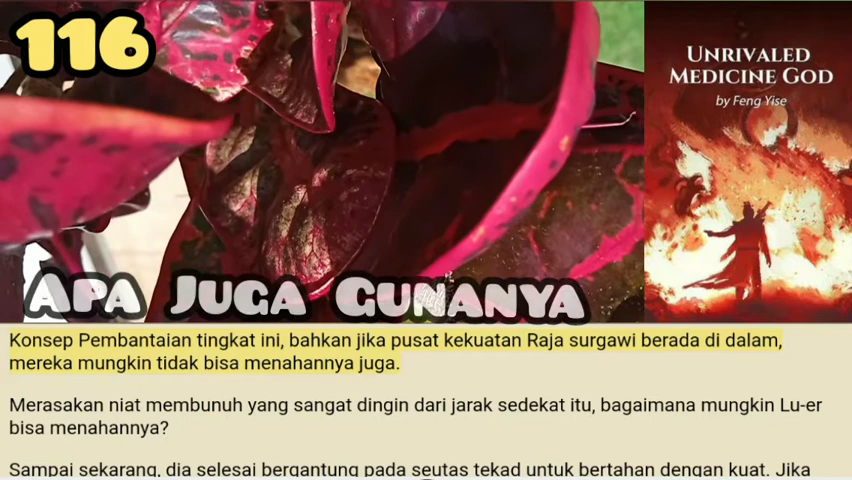 116
UNRIVALED
MEDICINE GOD
by Feng Yise
APA JUGA GUNANYA
Konsep Pembantaian tingkat ini, bahkan jika pusat kekuatan Raja surgawi berada di dalam,
mereka mungkin tidak bisa menahannya juga.
Merasakan niat membunuh yang sangat dingin dari jarak sedekat itu, bagaimana mungkin Lu-er
bisa menahannya?
Sampai sekarang, dia selesai bergantung pada seutas tekad untuk bertahan dengan kuat. Jika